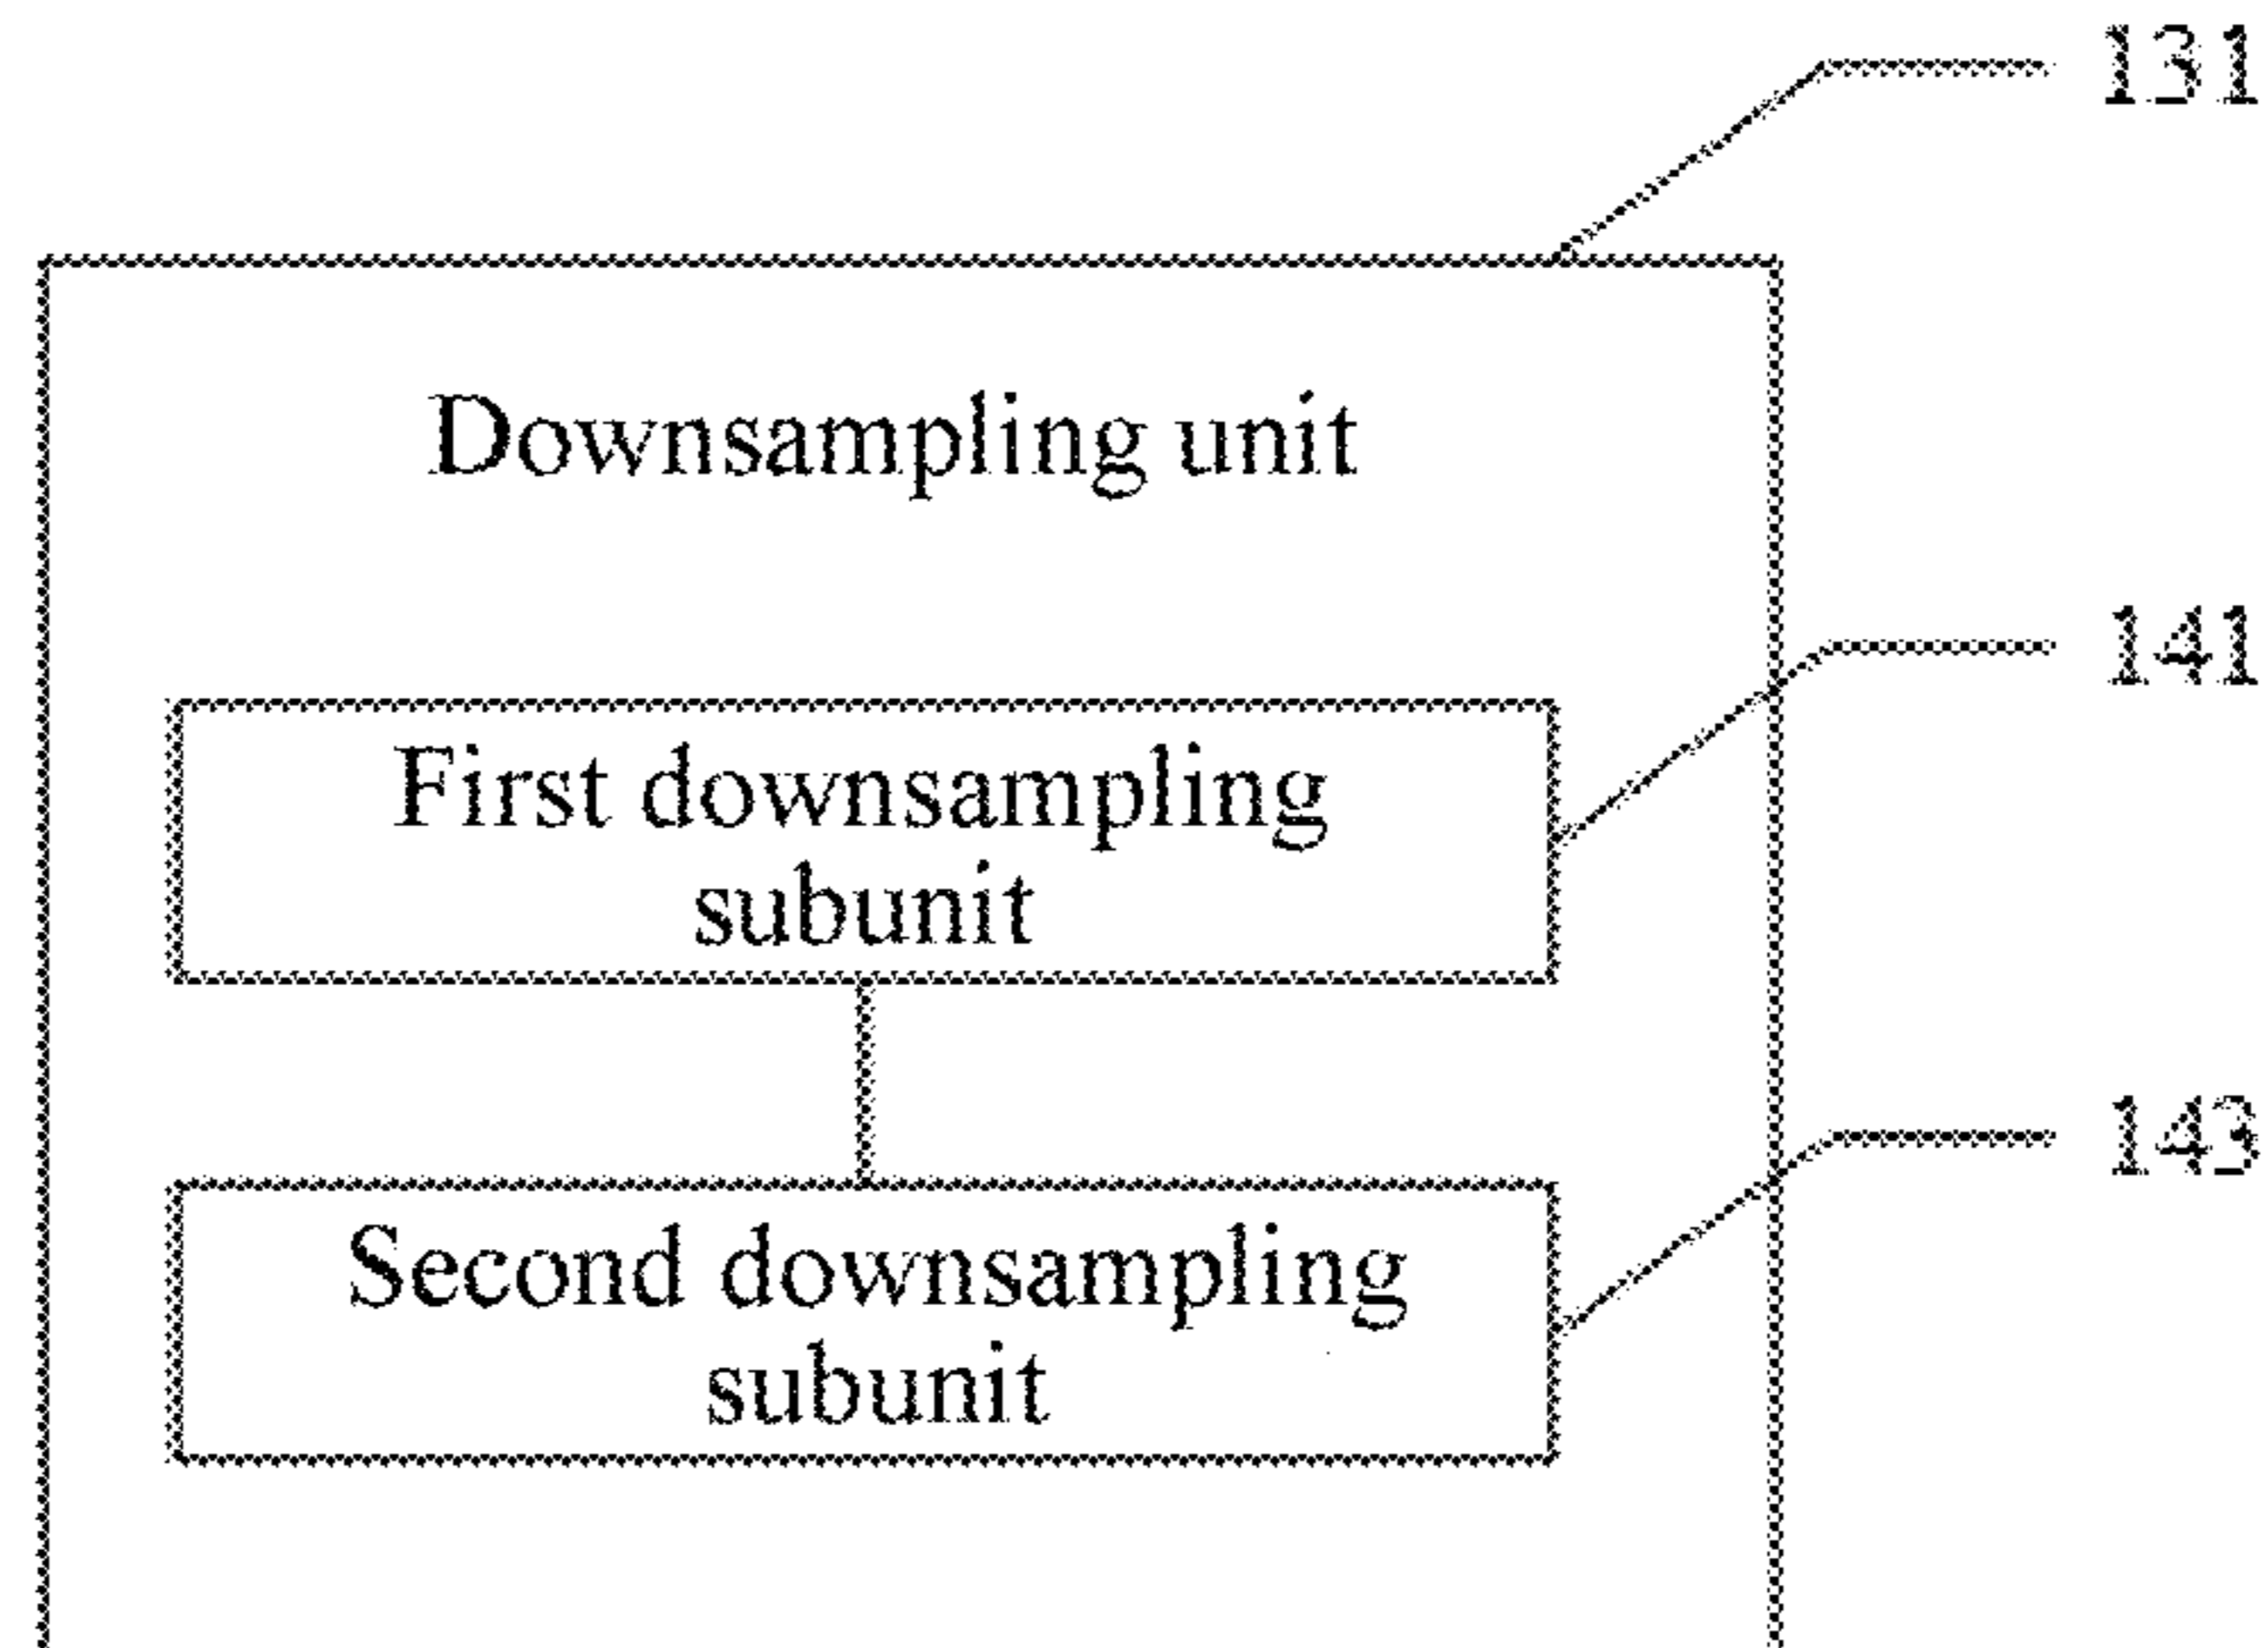 131
Downsampling unit
141
First downsampling
subunit
143
Second downsampling
subunit